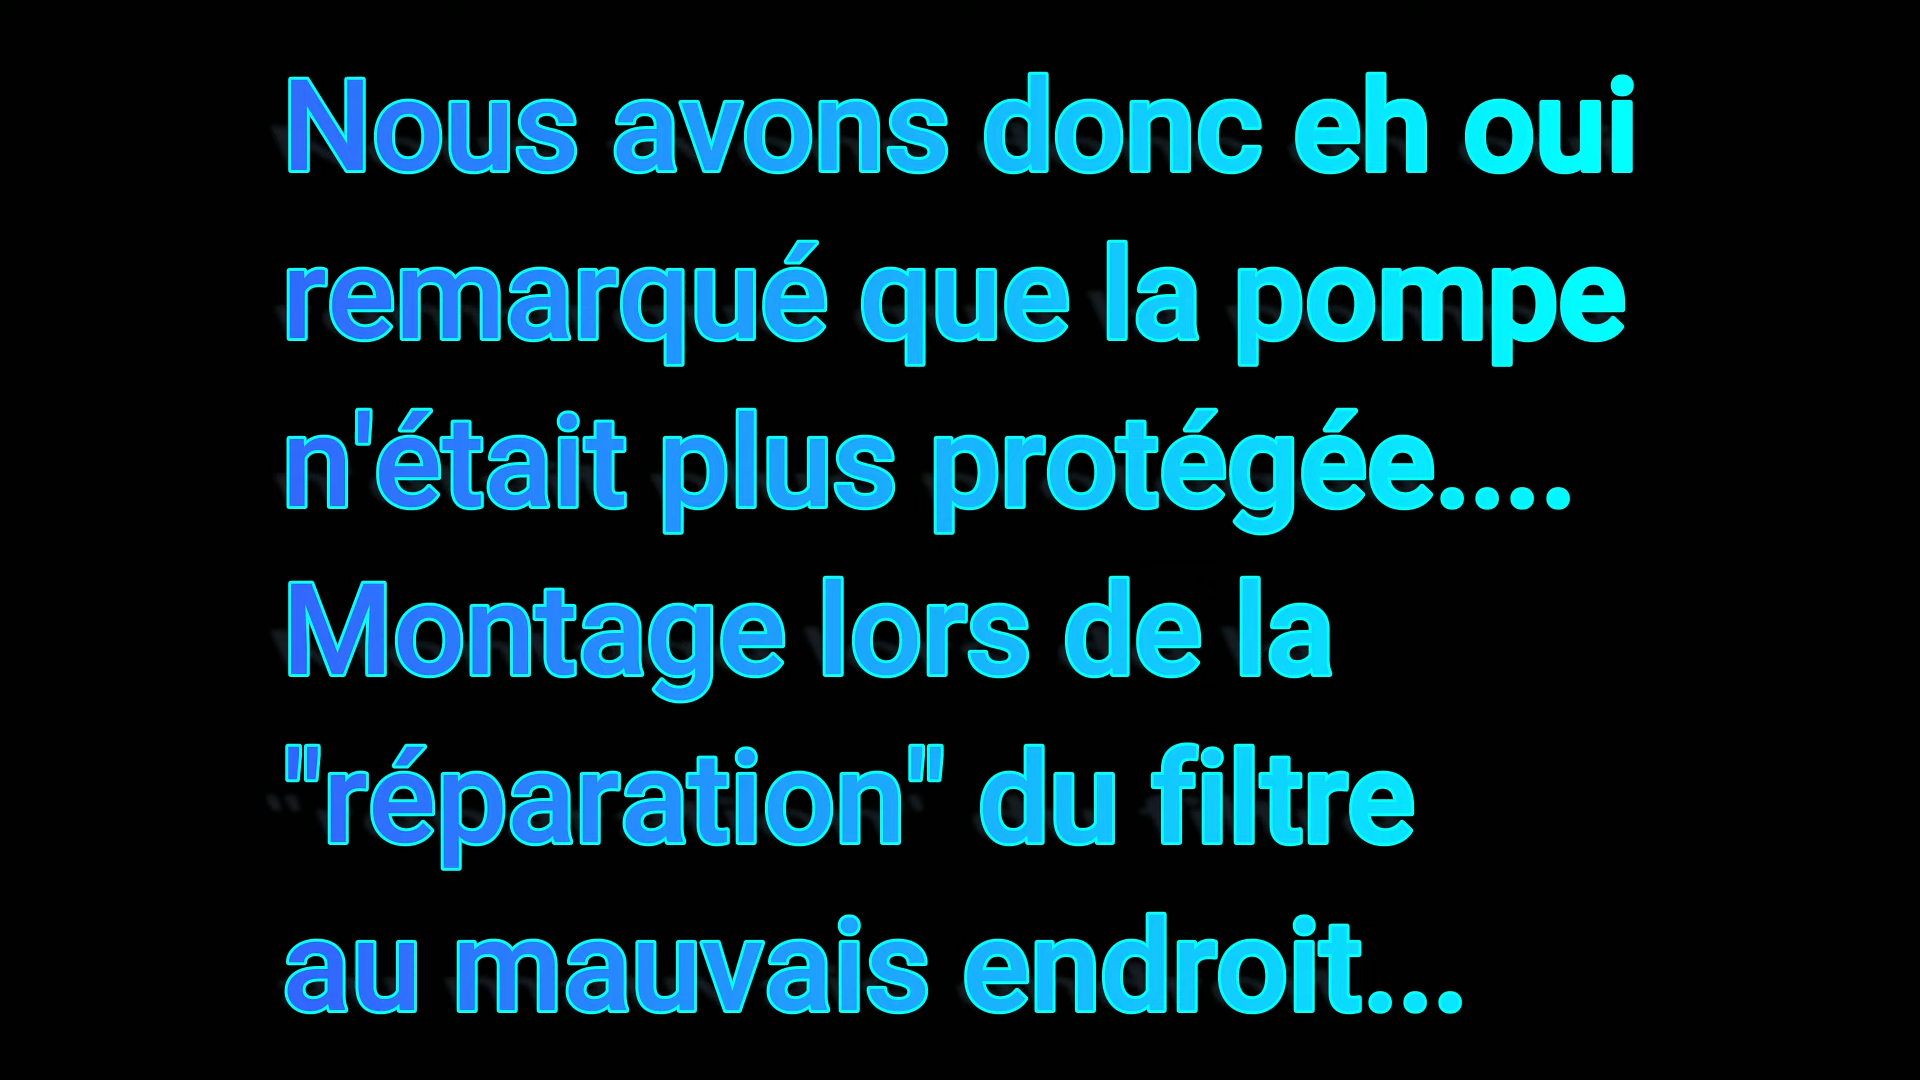 Nous avons donc eh oui
remarqué que la pompe
n'était plus protégée....
Montage lors de la
"réparation" du filtre
au mauvais endroit...